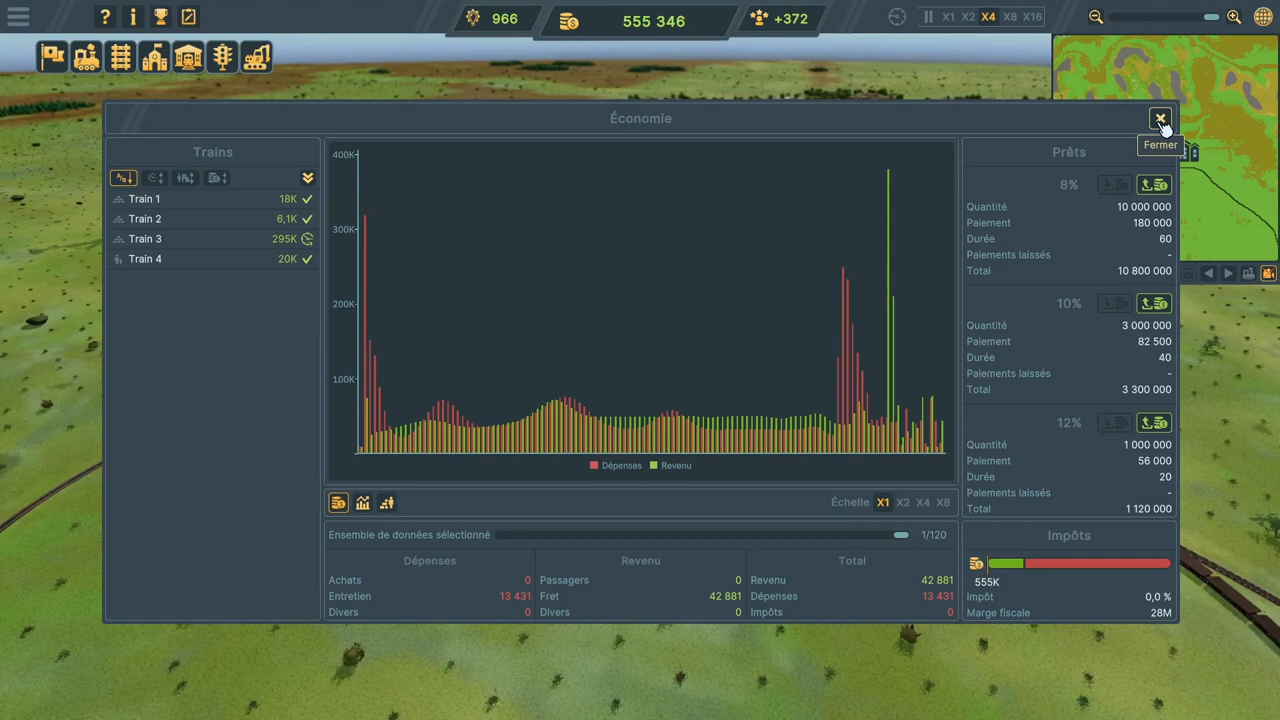 ? i 966 555 346 +372 X1 X2 X4 X8 X16
Économie
Fermer
Trains
Train 1 18K
Train 2 6,1K
Train 3 295K
Train 4 20K
400K
300K
200K
100K
Dépenses Revenu
Échelle X1 X2 X4 X8
Ensemble de données sélectionné 1/120
Dépenses Revenu Total
Achats 0 Passagers 0 Revenu 42 881
Entretien 13 431 Fret 42 881 Dépenses 13 431
Divers 0 Divers 0 Impôts 0
Prêts
8%
Quantité 10 000 000
Paiement 180 000
Durée 60
Paiements laissés -
Total 10 800 000
10%
Quantité 3 000 000
Paiement 82 500
Durée 40
Paiements laissés -
Total 3 300 000
12%
Quantité 1 000 000
Paiement 56 000
Durée 20
Paiements laissés -
Total 1 120 000
Impôts
555K
Impôt 0,0 %
Marge fiscale 28M